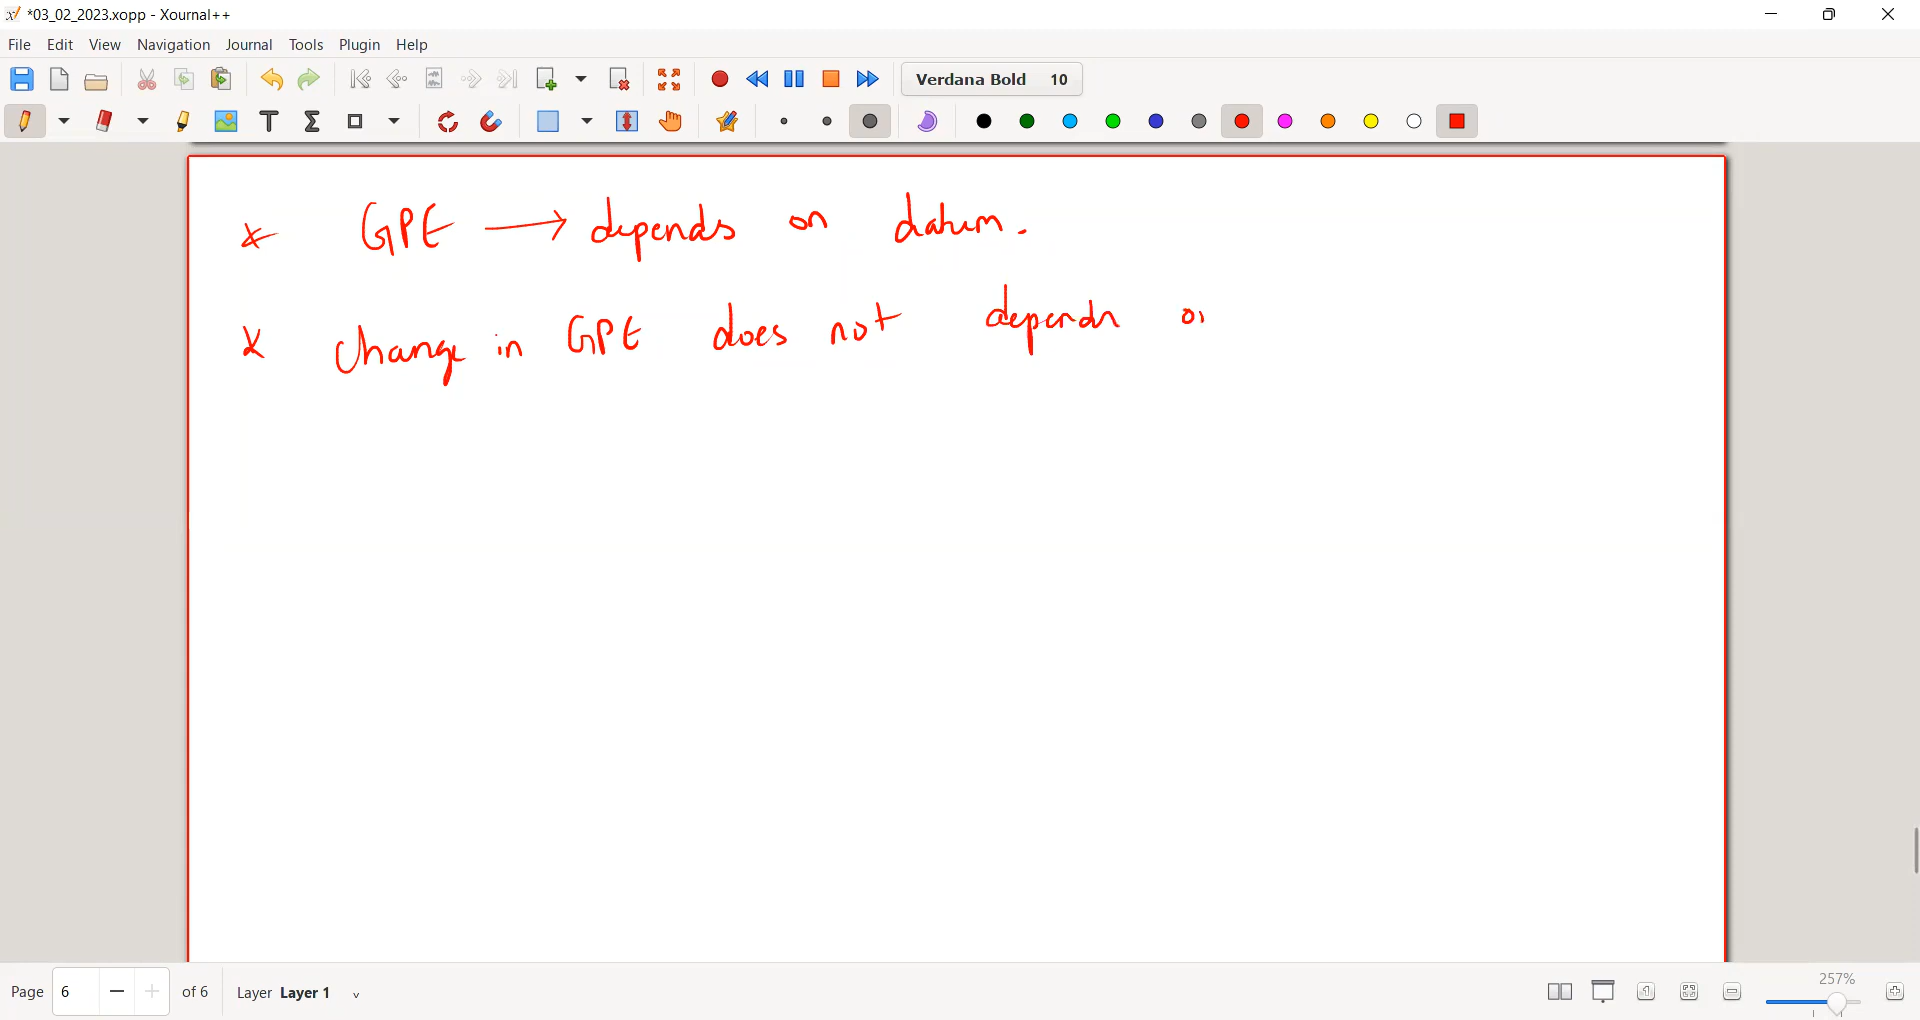 *03_02_2023.xopp - Xournal++
File Edit View Navigation Journal Tools Plugin Help
Verdana Bold 10
* GPE → depends on datum.
* Change in GPE does not depends
Page 6 of 6 Layer Layer 1 257%